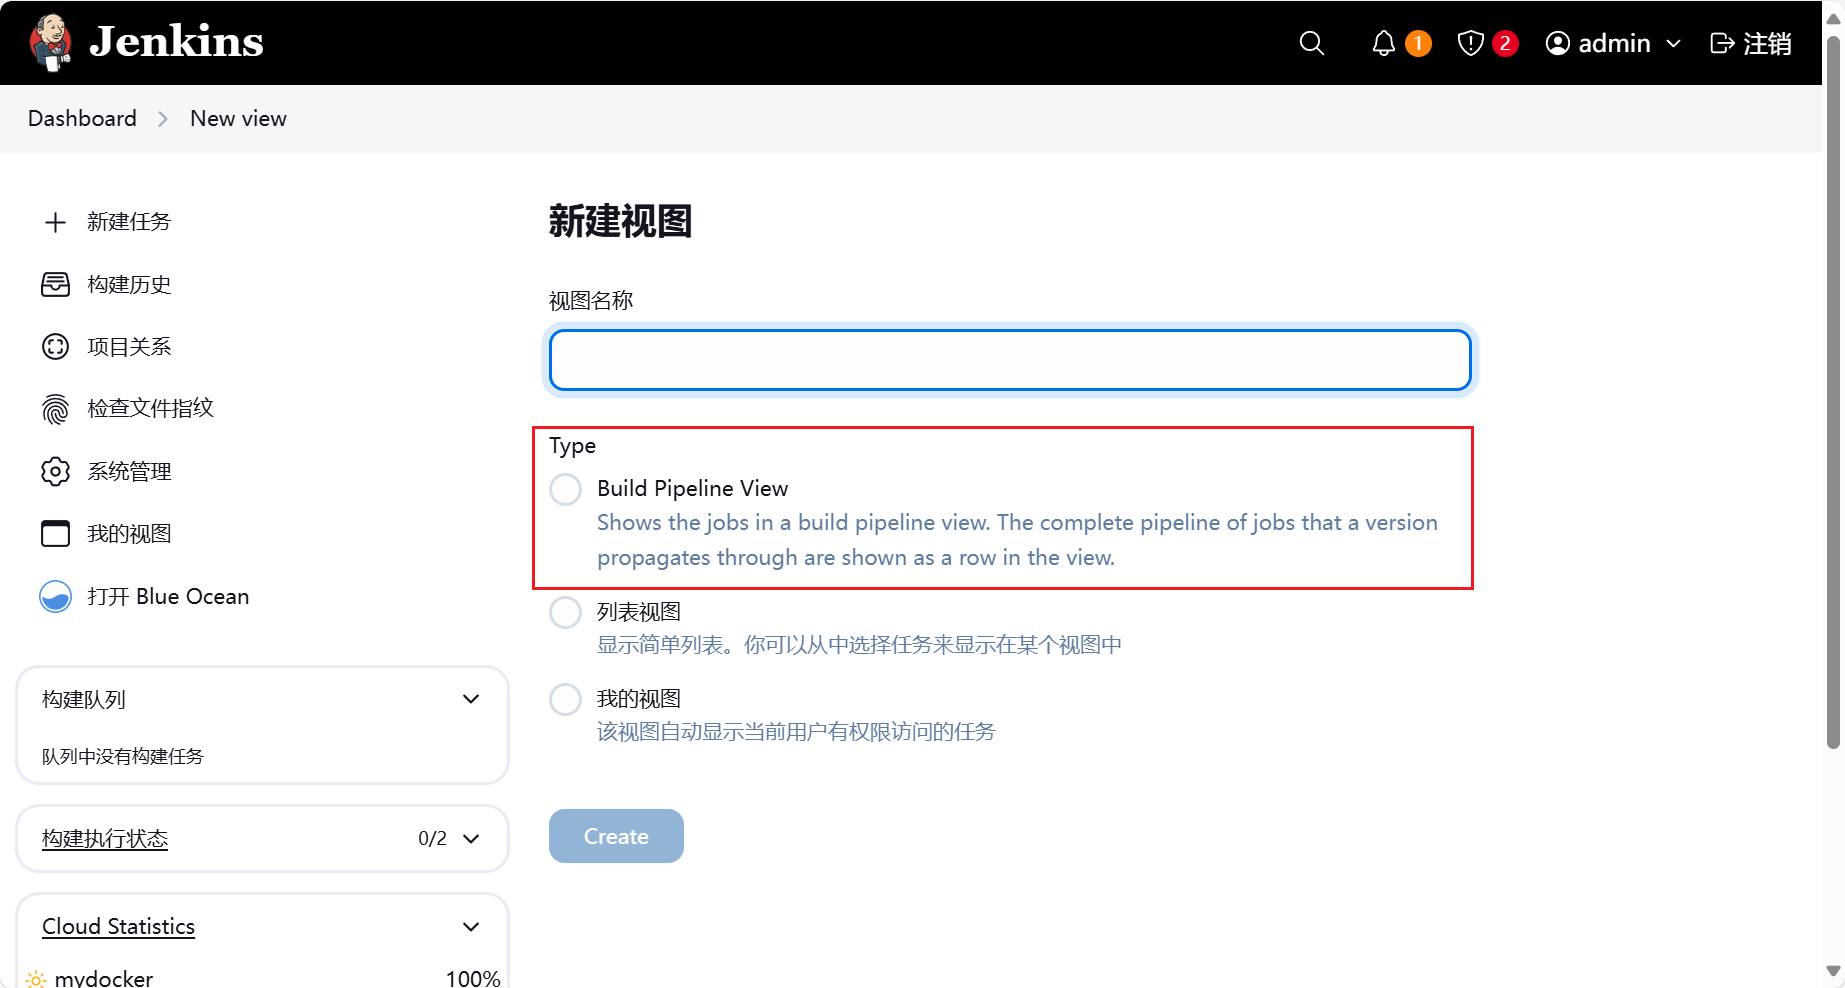 Jenkins
1
2
admin
注销
Dashboard
New view
新建任务
构建历史
项目关系
检查文件指纹
系统管理
我的视图
打开 Blue Ocean
构建队列
队列中没有构建任务
构建执行状态
0/2
Cloud Statistics
mydocker
100%
新建视图
视图名称
Type
Build Pipeline View
Shows the jobs in a build pipeline view. The complete pipeline of jobs that a version
propagates through are shown as a row in the view.
列表视图
显示简单列表。你可以从中选择任务来显示在某个视图中
我的视图
该视图自动显示当前用户有权限访问的任务
Create